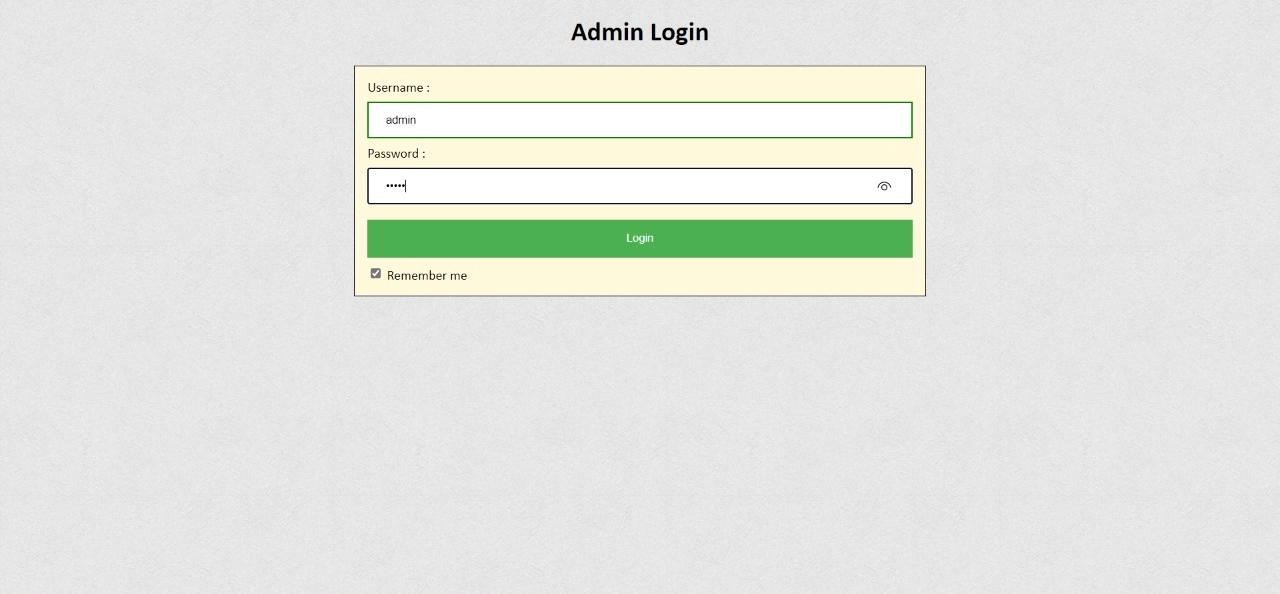 Admin Login
Username :
admin
Password :
•••••
Login
Remember me